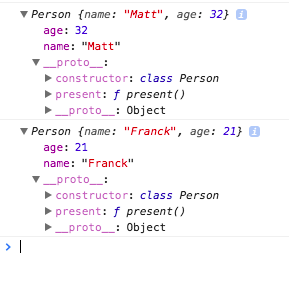 ▼Person {name: "Matt", age: 32} i
age: 32
name: "Matt"
▼__proto__:
▶constructor: class Person
▶present: ƒ present()
▶__proto__: Object
▼Person {name: "Franck", age: 21} i
age: 21
name: "Franck"
▼__proto__:
▶constructor: class Person
▶present: ƒ present()
▶__proto__: Object
>